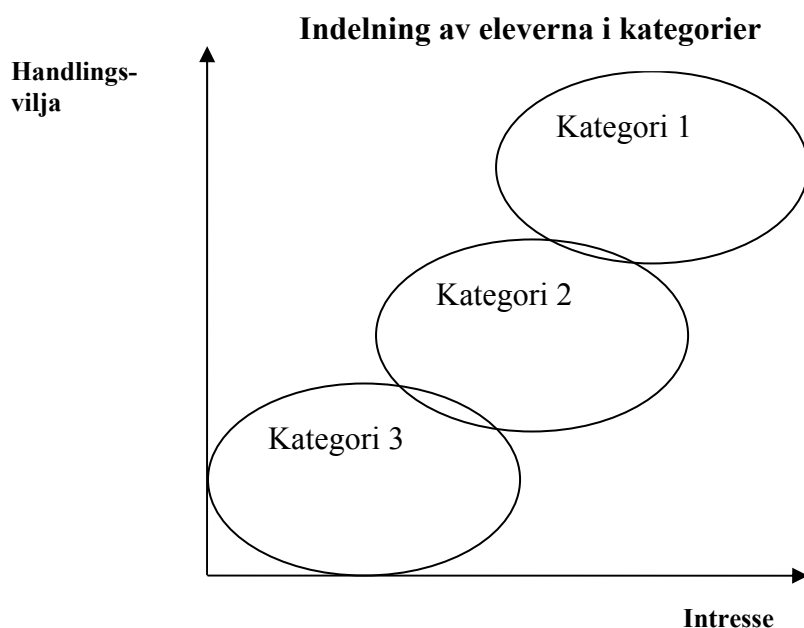 Indelning av eleverna i kategorier
Handlings-
vilja
Kategori 1
Kategori 2
Kategori 3
Intresse